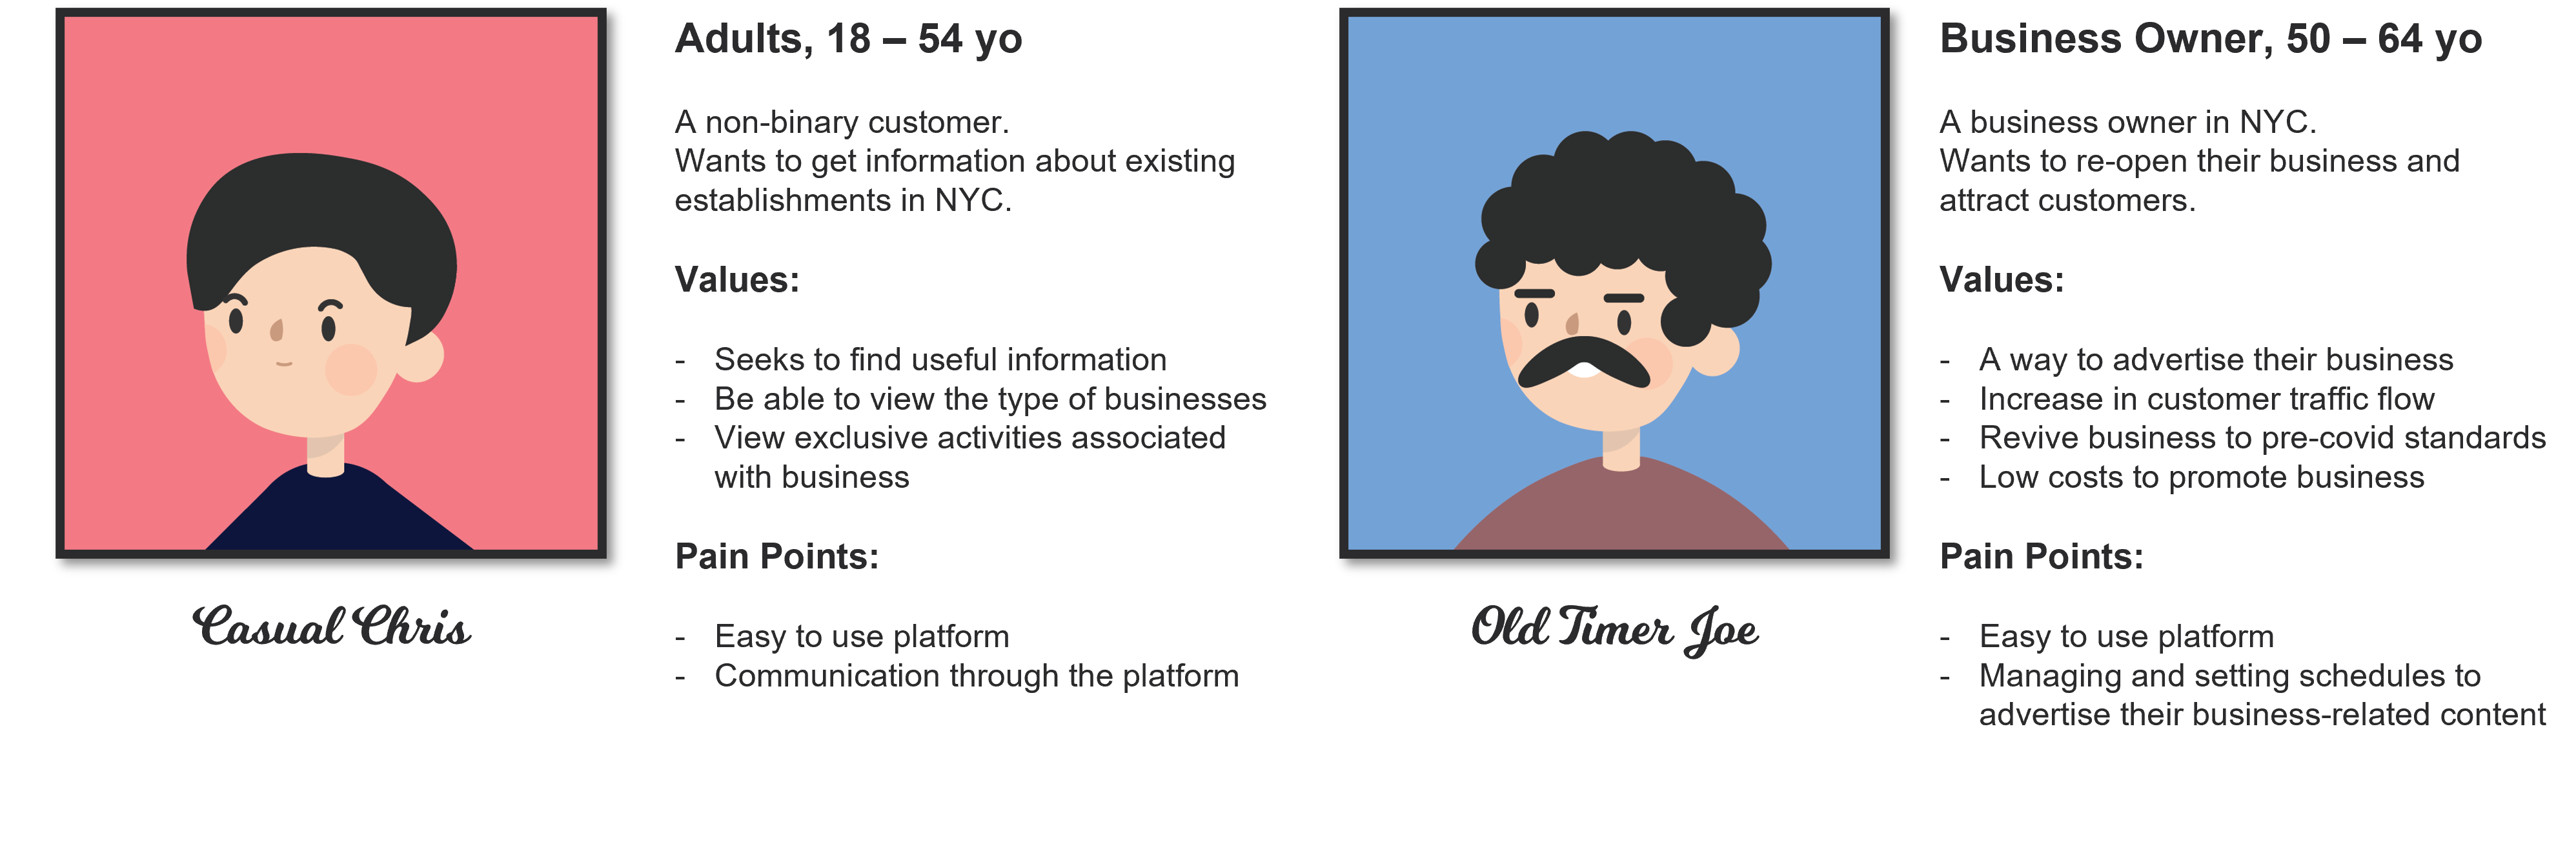 Adults, 18 – 54 yo
A non-binary customer.
Wants to get information about existing
establishments in NYC.
Values:
- Seeks to find useful information
- Be able to view the type of businesses
- View exclusive activities associated
with business
Pain Points:
- Easy to use platform
- Communication through the platform
Casual Chris
Business Owner, 50 – 64 yo
A business owner in NYC.
Wants to re-open their business and
attract customers.
Values:
- A way to advertise their business
- Increase in customer traffic flow
- Revive business to pre-covid standards
- Low costs to promote business
Pain Points:
- Easy to use platform
- Managing and setting schedules to
advertise their business-related content
Old Timer Joe